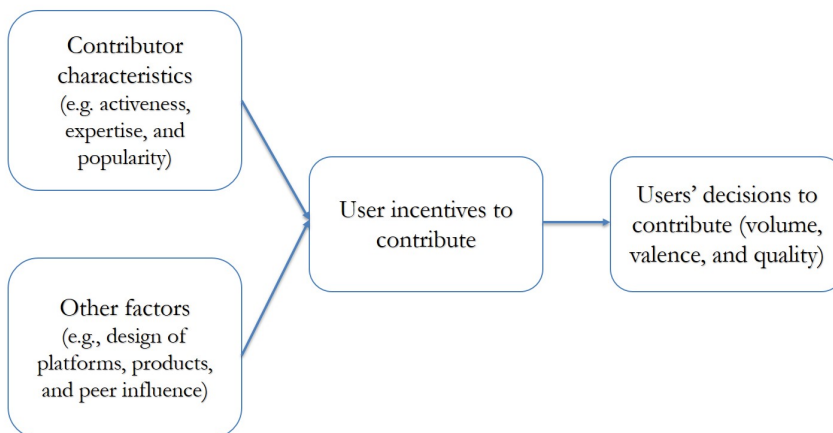 Contributor
characteristics
(e.g. activeness,
expertise, and
popularity)
Other factors
(e.g., design of
platforms, products,
and peer influence)
User incentives to
contribute
Users’ decisions to
contribute (volume,
valence, and quality)